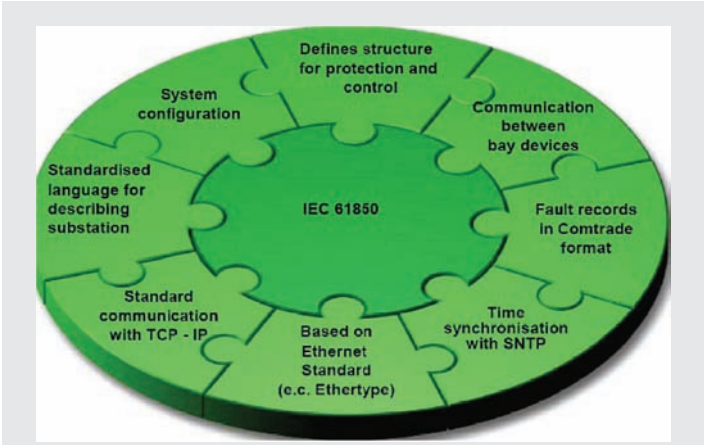 Defines structure
for protection and
control
Communication
between
bay devices
Fault records
in Comtrade
format
Time
synchronisation
with SNTP
Based on
Ethernet
Standard
(e.c. Ethertype)
Standard
communication
with TCP - IP
Standardised
language for
describing
substation
System
configuration
IEC 61850